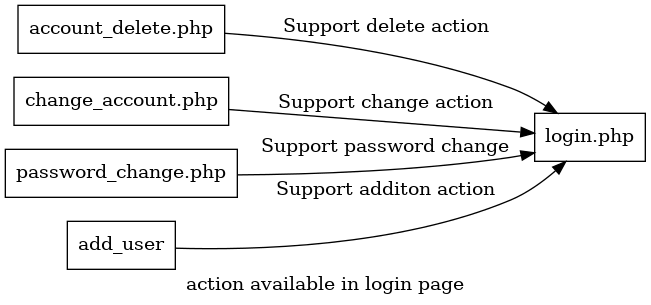 account_delete.php
Support delete action
change_account.php
Support change action
login.php
Support password change
password_change.php
Support additon action
add_user
action available in login page